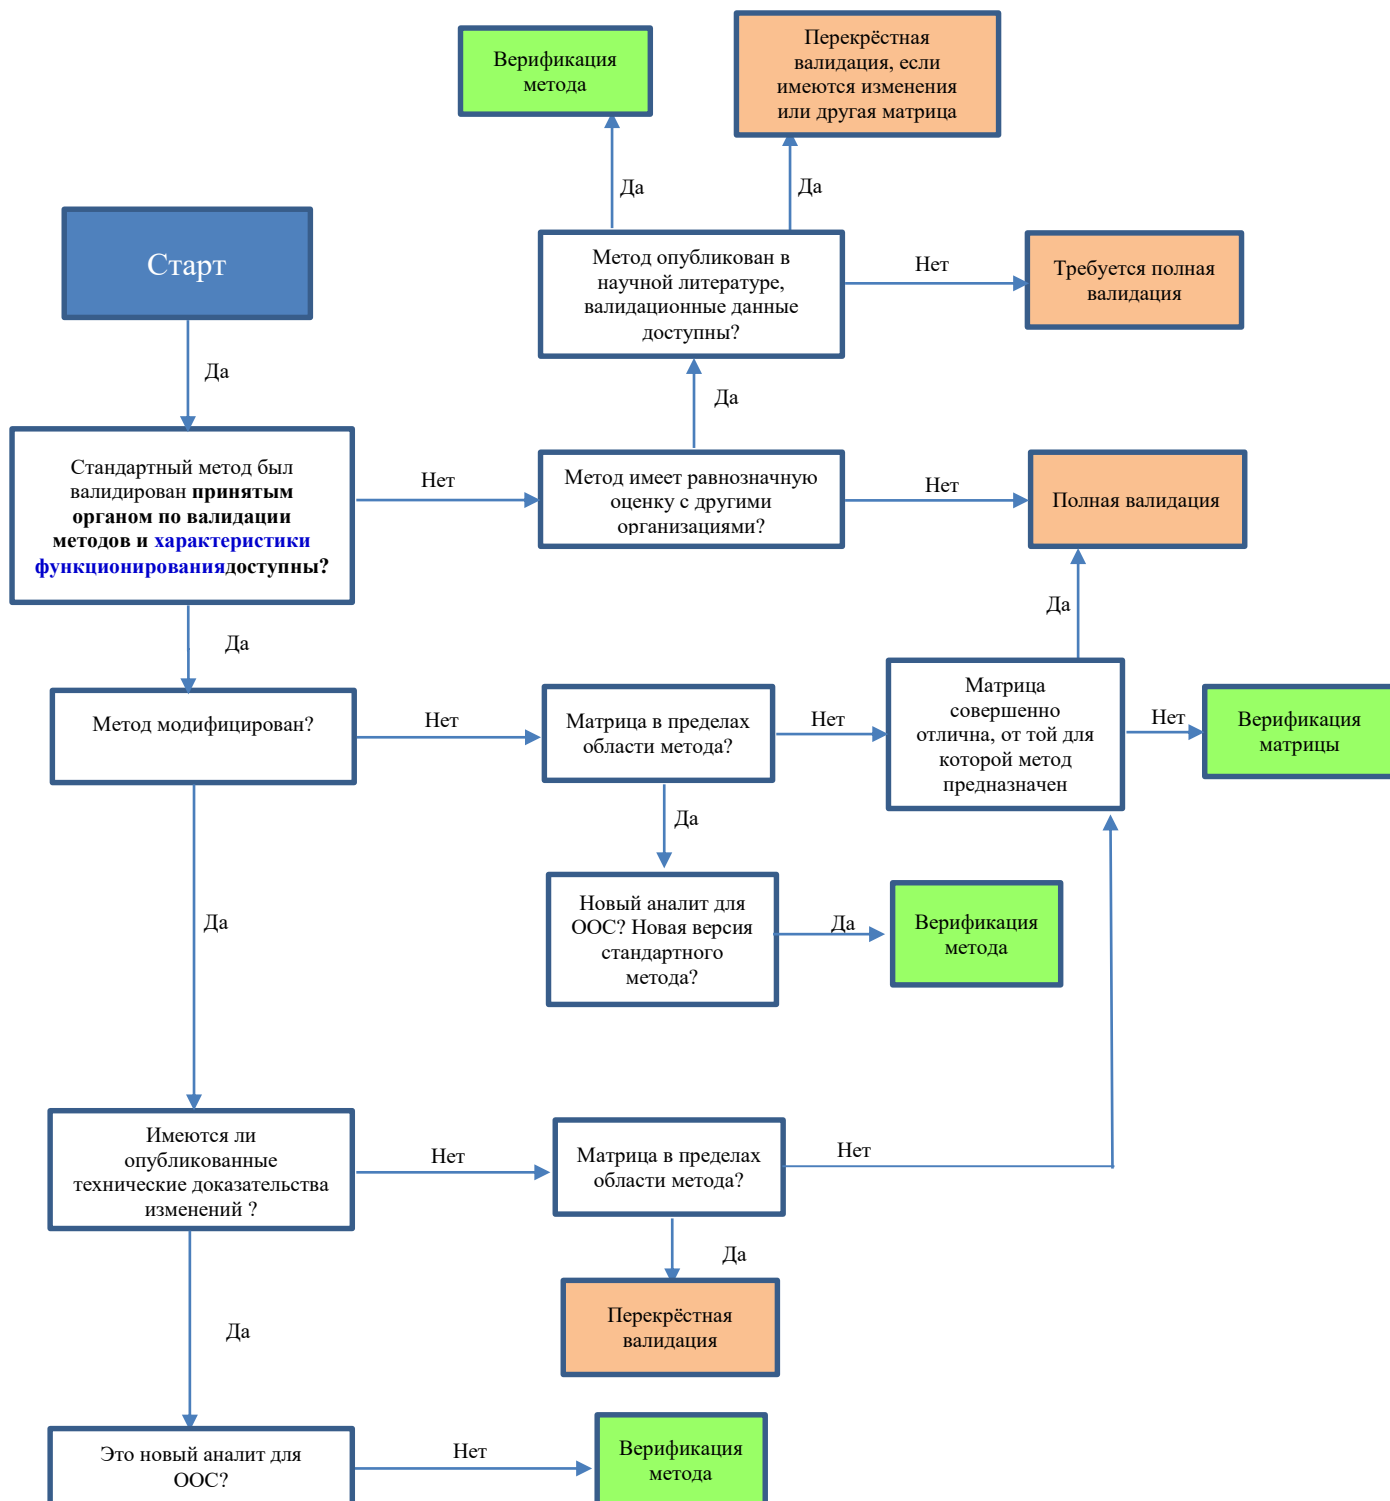 Верификация
метода
Перекрёстная
валидация, если
имеются изменения
или другая матрица
Да
Да
Старт
Метод опубликован в
научной литературе,
валидационные данные
доступны?
Нет
Требуется полная
валидация
Да
Да
Стандартный метод был
валидирован принятым
органом по валидации
методов и характеристики
функционированиядоступны?
Нет
Метод имеет равнозначную
оценку с другими
организациями?
Нет
Полная валидация
Да
Да
Метод модифицирован?
Нет
Матрица в пределах
области метода?
Нет
Матрица
совершенно
отлична, от той для
которой метод
предназначен
Нет
Верификация
матрицы
Да
Да
Новый аналит для
ООС? Новая версия
стандартного
метода?
Да
Верификация
метода
Имеются ли
опубликованные
технические доказательства
изменений ?
Нет
Матрица в пределах
области метода?
Нет
Да
Перекрёстная
валидация
Да
Это новый аналит для
ООС?
Нет
Верификация
метода